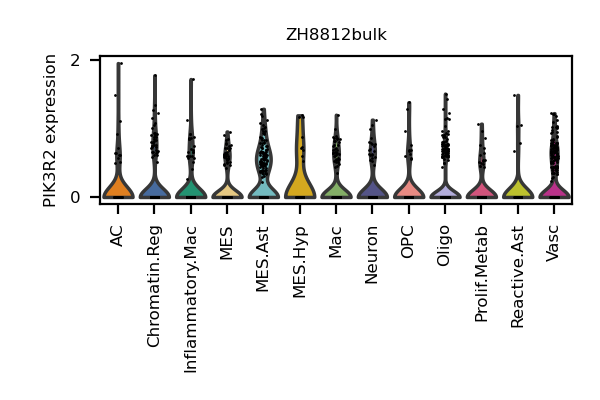 ZH8812bulk
PIK3R2 expression
2
0
AC
Chromatin.Reg
Inflammatory.Mac
MES
MES.Ast
MES.Hyp
Mac
Neuron
OPC
Oligo
Prolif.Metab
Reactive.Ast
Vasc